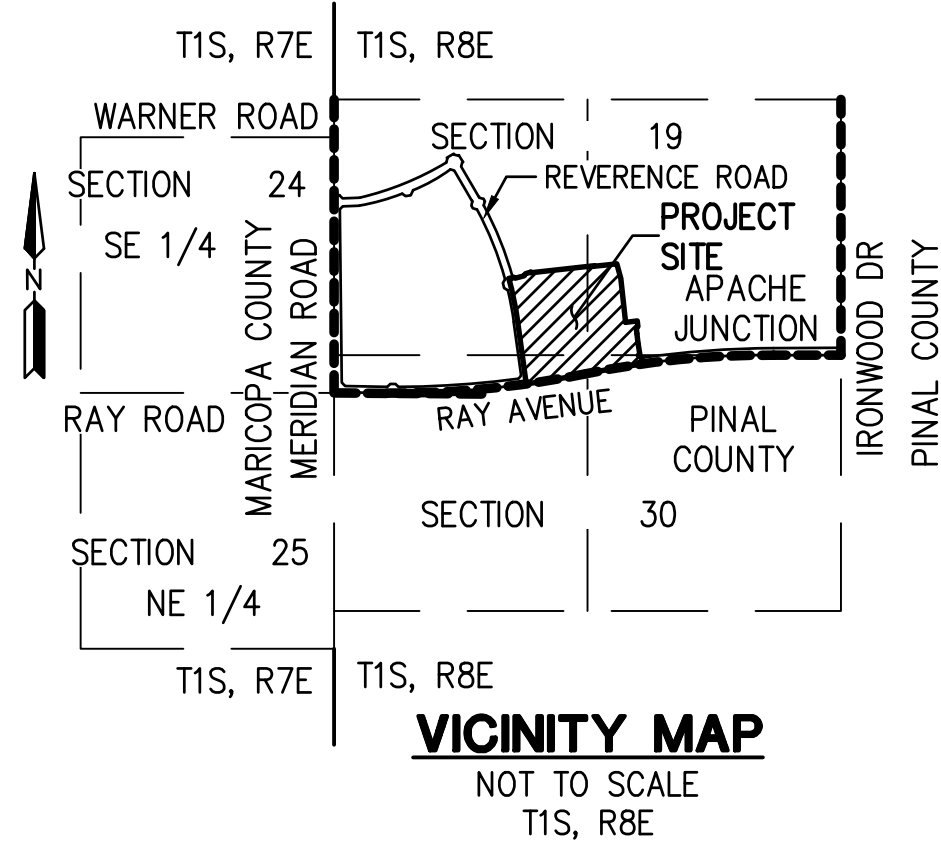 T1S, R7E
T1S, R8E
WARNER ROAD
SECTION 19
REVERENCE ROAD
SECTION 24
SE 1/4
PROJECT
SITE
APACHE
JUNCTION
N
MARICOPA COUNTY
MERIDIAN ROAD
IRONWOOD DR
PINAL COUNTY
RAY ROAD
RAY AVENUE
PINAL
COUNTY
SECTION 30
SECTION 25
NE 1/4
T1S, R7E
T1S, R8E
VICINITY MAP
NOT TO SCALE
T1S, R8E